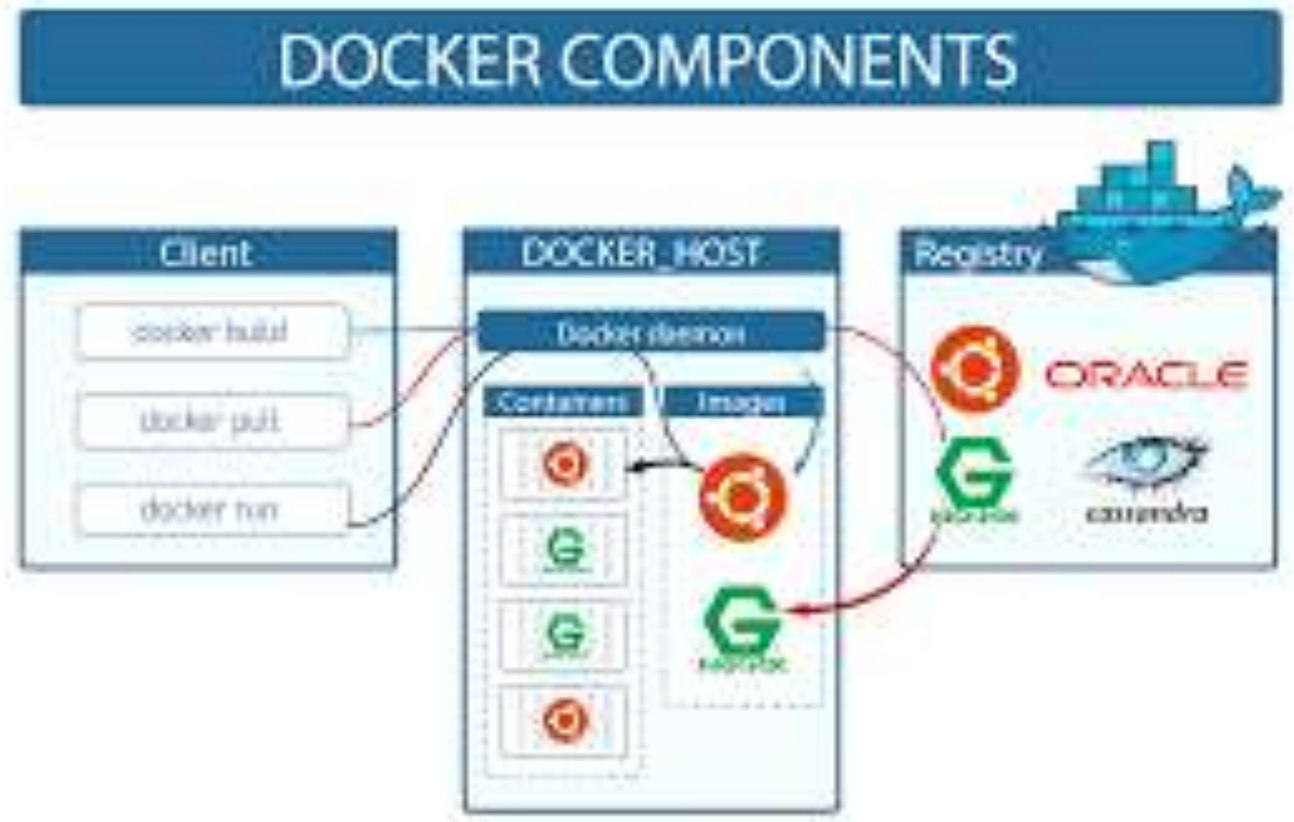 DOCKER COMPONENTS
Client
docker build
docker pull
docker run
DOCKER_HOST
Docker daemon
Containers
Images
Registry
ORACLE
cassandra